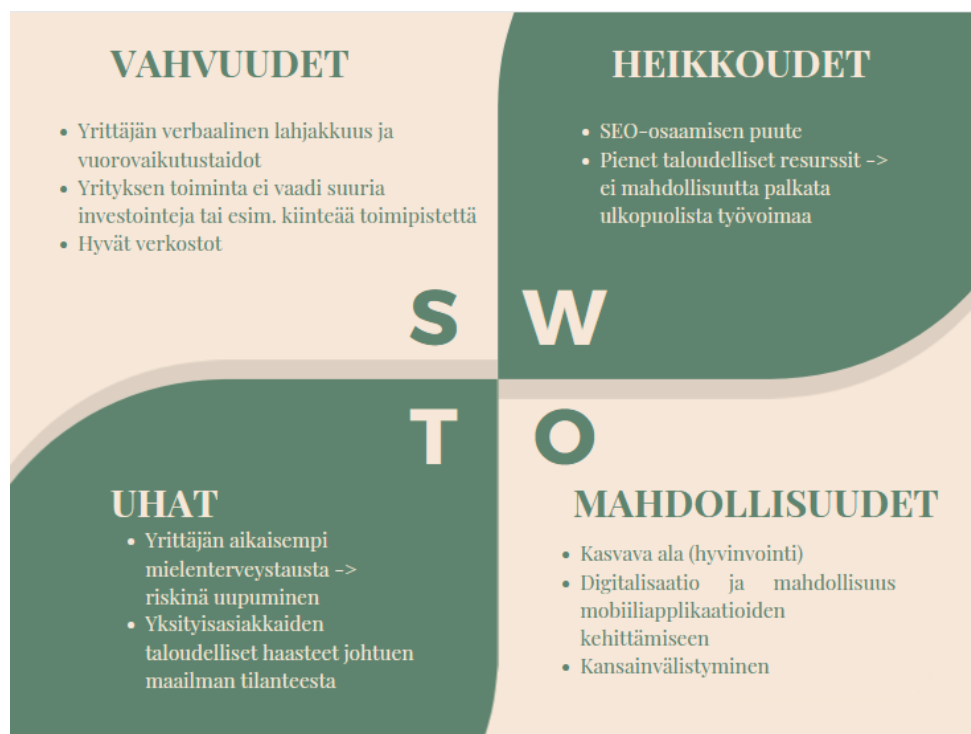 VAHVUUDET
• Yrittäjän verbaalinen lahjakkuus ja
vuorovaikutustaidot
• Yrityksen toiminta ei vaadi suuria
investointeja tai esim. kiinteää toimipistettä
• Hyvät verkostot
S
HEIKKOUDET
• SEO-osaamisen puute
• Pienet taloudelliset resurssit ->
ei mahdollisuutta palkata
ulkopuolista työvoimaa
W
T
UHAT
• Yrittäjän aikaisempi
mielenterveystausta ->
riskinä uupuminen
• Yksityisasiakkaiden
taloudelliset haasteet johtuen
maailman tilanteesta
O
MAHDOLLISUUDET
• Kasvava ala (hyvinvointi)
• Digitalisaatio ja mahdollisuus
mobiiliapplikaatioiden
kehittämiseen
• Kansainvälistyminen